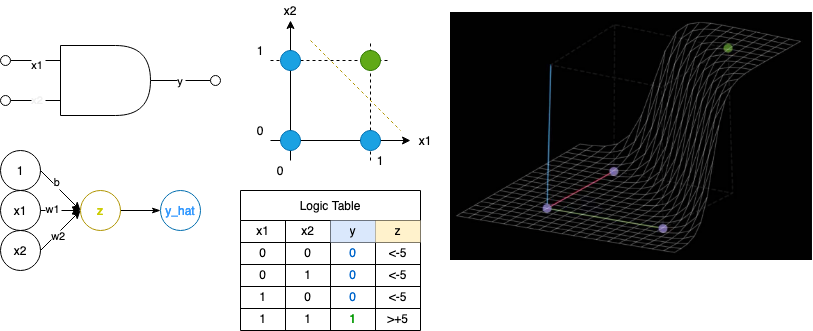 x1
x2
y
1
x1
x2
b
w1
w2
z
y_hat
x2
1
0
0
1
x1
Logic Table
x1 x2 y z
0 0 0 <-5
0 1 0 <-5
1 0 0 <-5
1 1 1 >+5